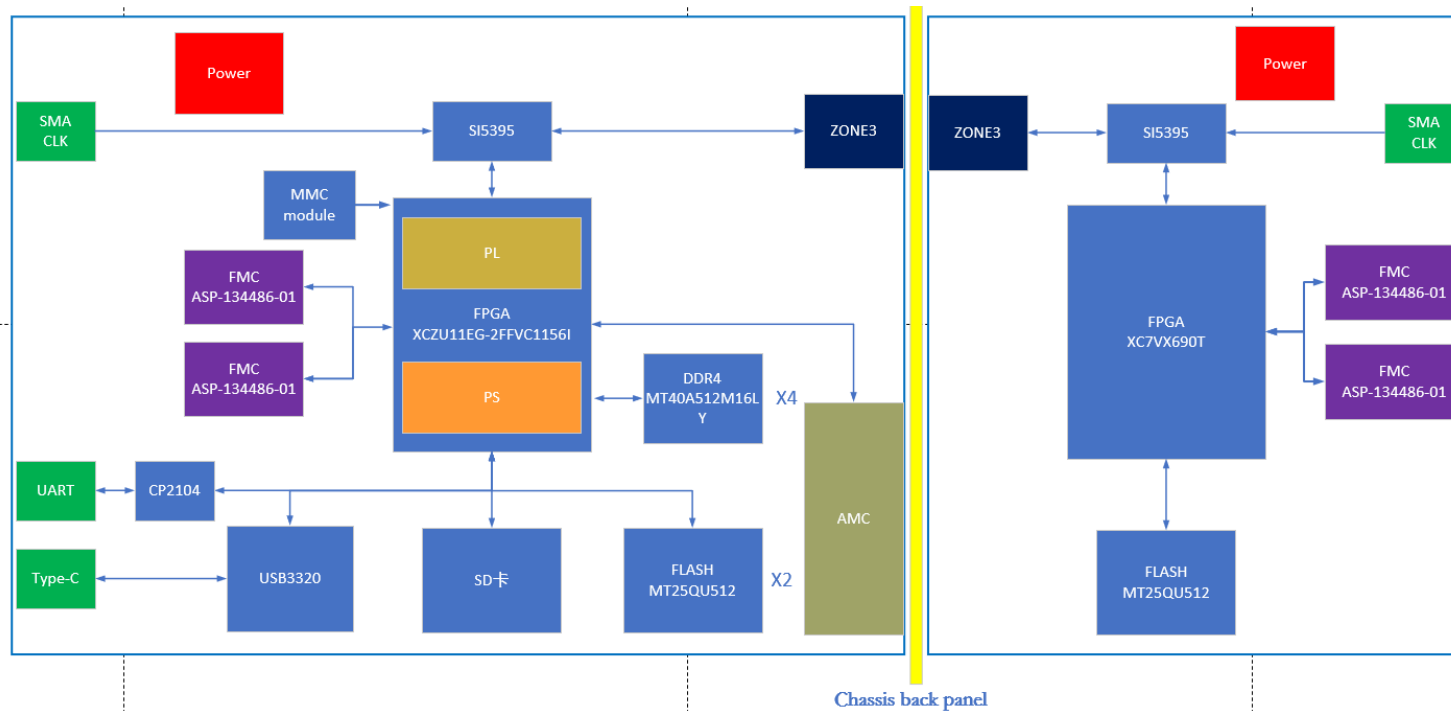 Power
SMA
CLK
SI5395
ZONE3
MMC
module
PL
FMC
ASP-134486-01
FPGA
XCZU11EG-2FFVC1156I
FMC
ASP-134486-01
PS
DDR4
MT40A512M16L
Y
X4
UART
CP2104
AMC
Type-C
USB3320
SD卡
FLASH
MT25QU512
X2
Power
ZONE3
SI5395
SMA
CLK
FMC
ASP-134486-01
FPGA
XC7VX690T
FMC
ASP-134486-01
FLASH
MT25QU512
Chassis back panel